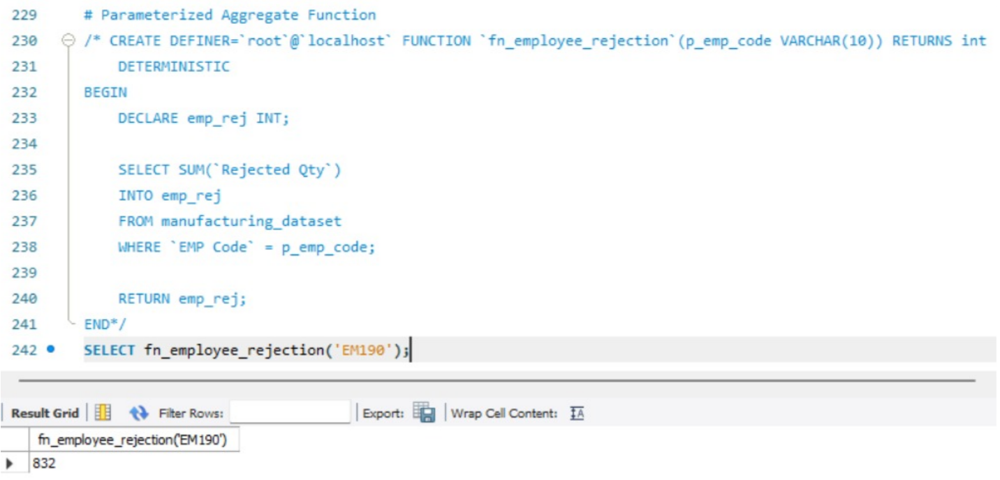 229 # Parameterized Aggregate Function
230 /* CREATE DEFINER=`root`@`localhost` FUNCTION `fn_employee_rejection`(p_emp_code VARCHAR(10)) RETURNS int
231 DETERMINISTIC
232 BEGIN
233 DECLARE emp_rej INT;
234
235 SELECT SUM(`Rejected Qty`)
236 INTO emp_rej
237 FROM manufacturing_dataset
238 WHERE `EMP Code` = p_emp_code;
239
240 RETURN emp_rej;
241 END*/
242 SELECT fn_employee_rejection('EM190');
Result Grid Filter Rows: Export: Wrap Cell Content: IA
fn_employee_rejection('EM190')
832